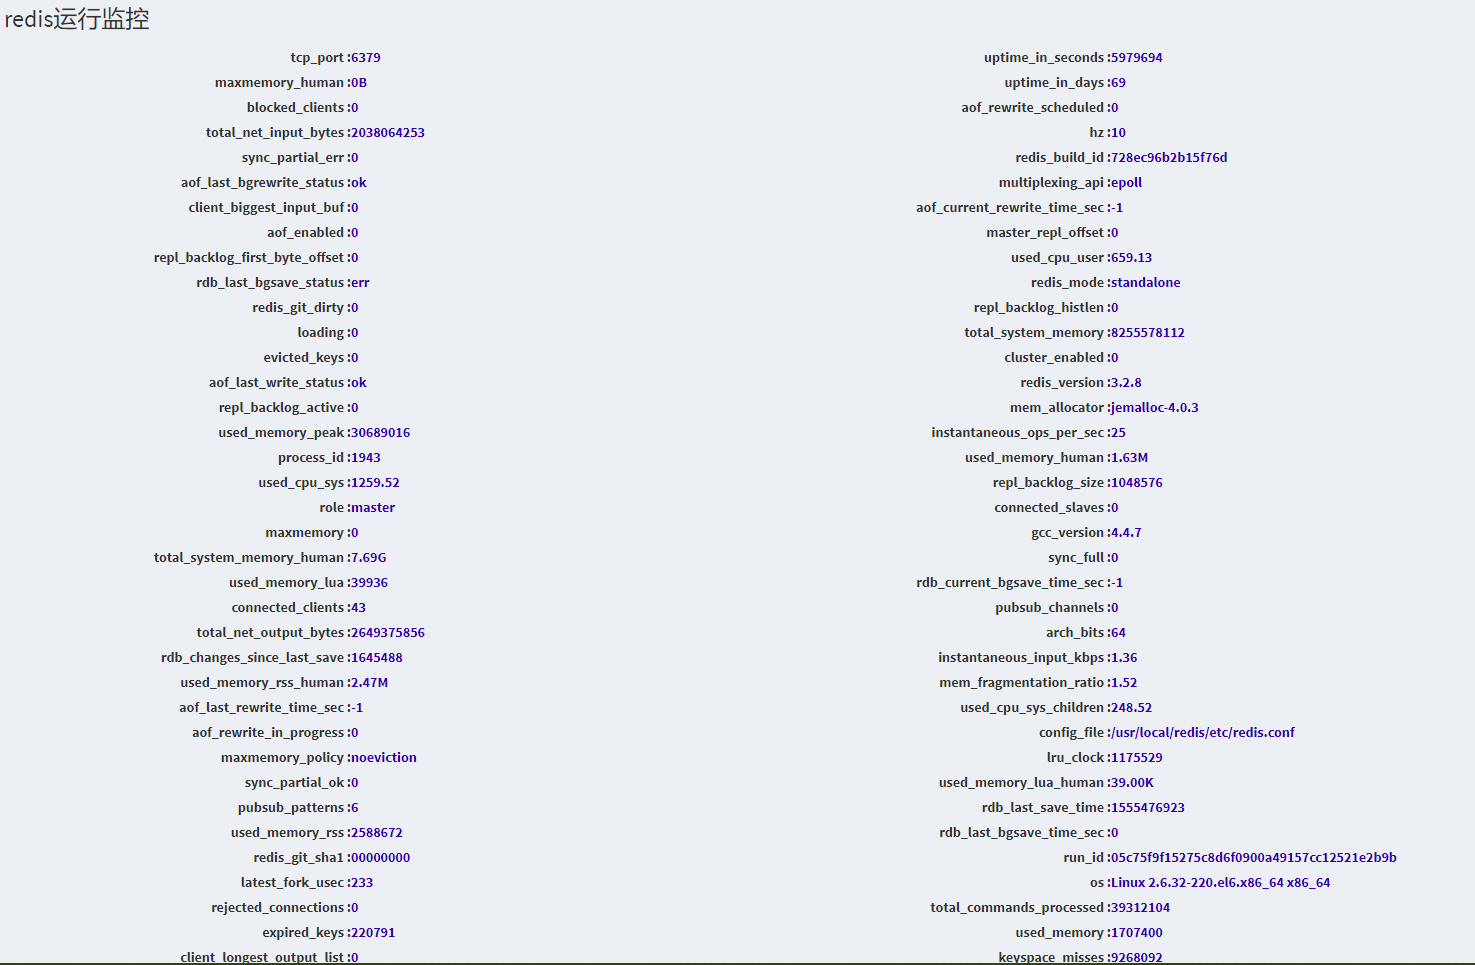 redis运行监控
tcp_port :6379
maxmemory_human :0B
blocked_clients :0
total_net_input_bytes :2038064253
sync_partial_err :0
aof_last_bgrewrite_status :ok
client_biggest_input_buf :0
aof_enabled :0
repl_backlog_first_byte_offset :0
rdb_last_bgsave_status :err
redis_git_dirty :0
loading :0
evicted_keys :0
aof_last_write_status :ok
repl_backlog_active :0
used_memory_peak :30689016
process_id :1943
used_cpu_sys :1259.52
role :master
maxmemory :0
total_system_memory_human :7.69G
used_memory_lua :39936
connected_clients :43
total_net_output_bytes :2649375856
rdb_changes_since_last_save :1645488
used_memory_rss_human :2.47M
aof_last_rewrite_time_sec :-1
aof_rewrite_in_progress :0
maxmemory_policy :noeviction
sync_partial_ok :0
pubsub_patterns :6
used_memory_rss :2588672
redis_git_sha1 :00000000
latest_fork_usec :233
rejected_connections :0
expired_keys :220791
client_longest_output_list :0
uptime_in_seconds :5979694
uptime_in_days :69
aof_rewrite_scheduled :0
hz :10
redis_build_id :728ec96b2b15f76d
multiplexing_api :epoll
aof_current_rewrite_time_sec :-1
master_repl_offset :0
used_cpu_user :659.13
redis_mode :standalone
repl_backlog_histlen :0
total_system_memory :8255578112
cluster_enabled :0
redis_version :3.2.8
mem_allocator :jemalloc-4.0.3
instantaneous_ops_per_sec :25
used_memory_human :1.63M
repl_backlog_size :1048576
connected_slaves :0
gcc_version :4.4.7
sync_full :0
rdb_current_bgsave_time_sec :-1
pubsub_channels :0
arch_bits :64
instantaneous_input_kbps :1.36
mem_fragmentation_ratio :1.52
used_cpu_sys_children :248.52
config_file :/usr/local/redis/etc/redis.conf
lru_clock :1175529
used_memory_lua_human :39.00K
rdb_last_save_time :1555476923
rdb_last_bgsave_time_sec :0
run_id :05c75f9f15275c8d6f0900a49157cc12521e2b9b
os :Linux 2.6.32-220.el6.x86_64 x86_64
total_commands_processed :39312104
used_memory :1707400
keyspace_misses :9268092